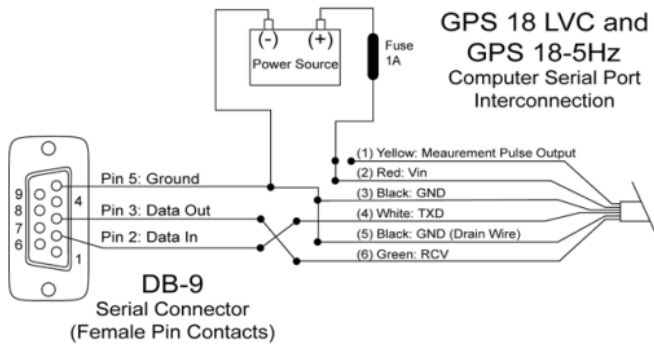 GPS 18 LVC and
GPS 18-5Hz
Computer Serial Port
Interconnection
(-) (+)
Power Source
Fuse
1A
(1) Yellow: Meaurement Pulse Output
(2) Red: Vin
(3) Black: GND
(4) White: TXD
(5) Black: GND (Drain Wire)
(6) Green: RCV
Pin 5: Ground
Pin 3: Data Out
Pin 2: Data In
9
8
7
6
4
1
DB-9
Serial Connector
(Female Pin Contacts)